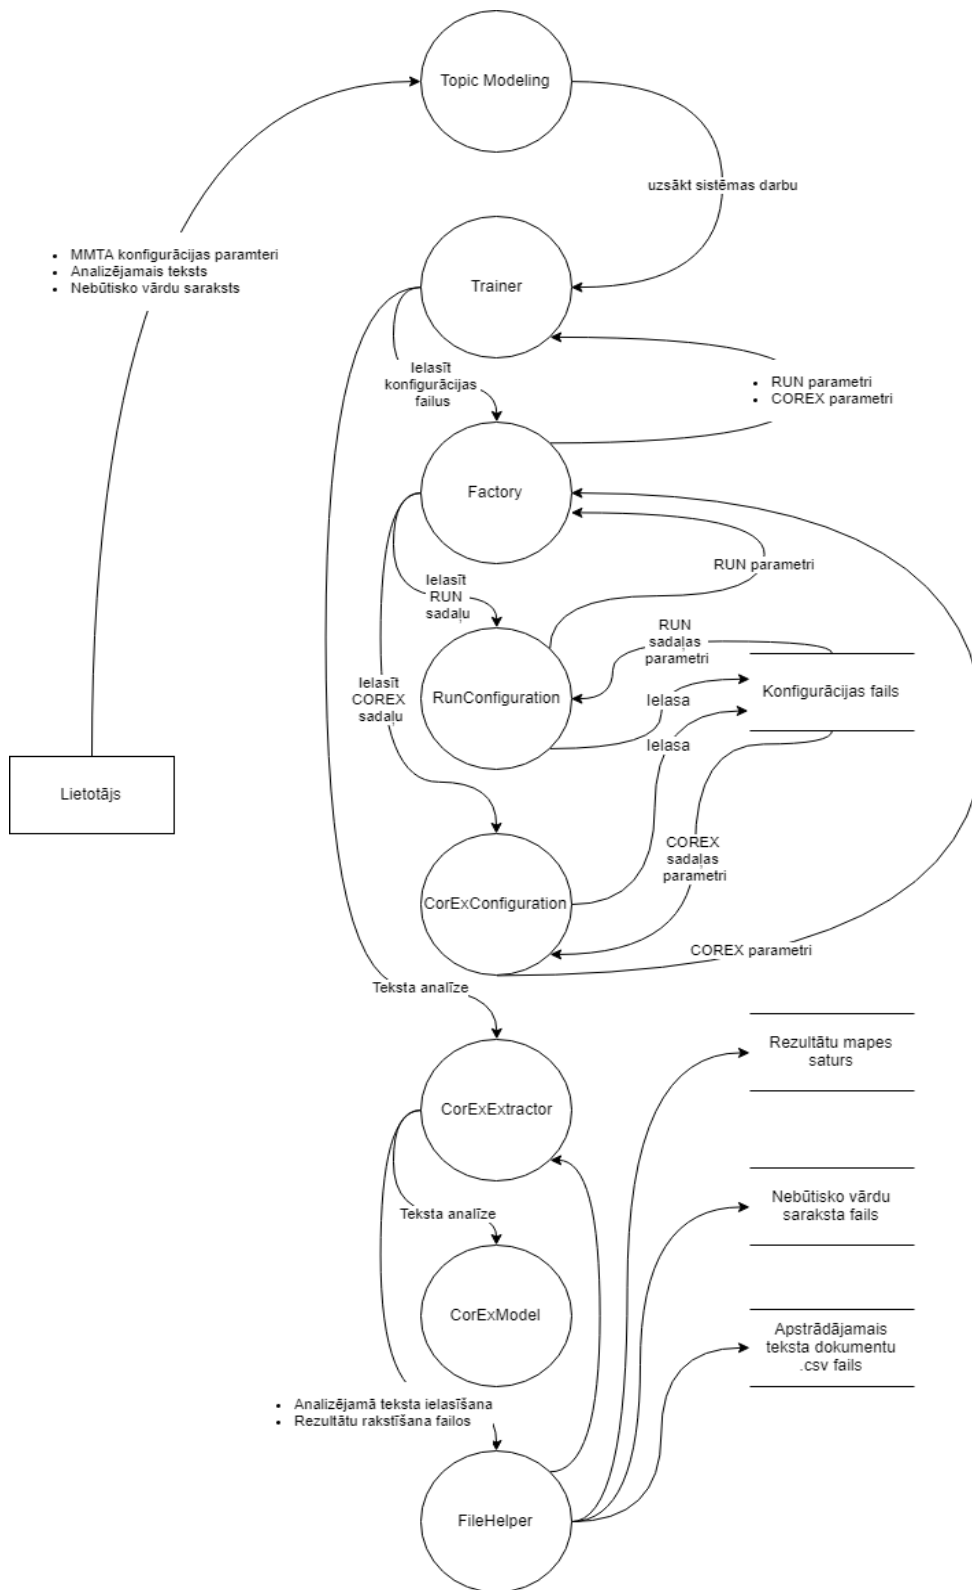 Topic Modeling
uzsākt sistēmas darbu
• MMTA konfigurācijas paramteri
• Analizējamais teksts
• Nebūtisko vārdu saraksts
Trainer
Ielasīt
konfigurācijas
failus
• RUN parametri
• COREX parametri
Factory
RUN parametri
Ielasīt
RUN
sadaļu
RUN
sadaļas
parametri
Ielasīt
COREX
sadaļu
RunConfiguration
Ielasa
Konfigurācijas fails
Ielasa
Lietotājs
COREX
sadaļas
parametri
CorExConfiguration
COREX parametri
Teksta analīze
Rezultātu mapes
saturs
CorExExtractor
Nebūtisko vārdu
saraksta fails
Teksta analīze
CorExModel
Apstrādājamais
teksta dokumentu
.csv fails
• Analizējamā teksta ielasīšana
• Rezultātu rakstīšana failos
FileHelper